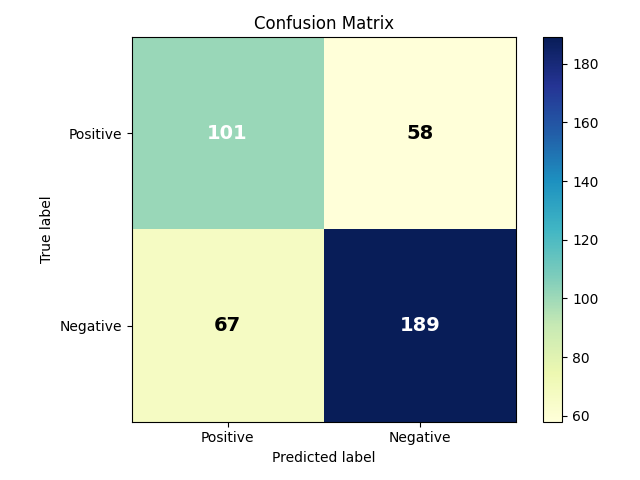 Confusion Matrix
True label
Positive
101
58
Negative
67
189
Positive
Negative
Predicted label
180
160
140
120
100
80
60